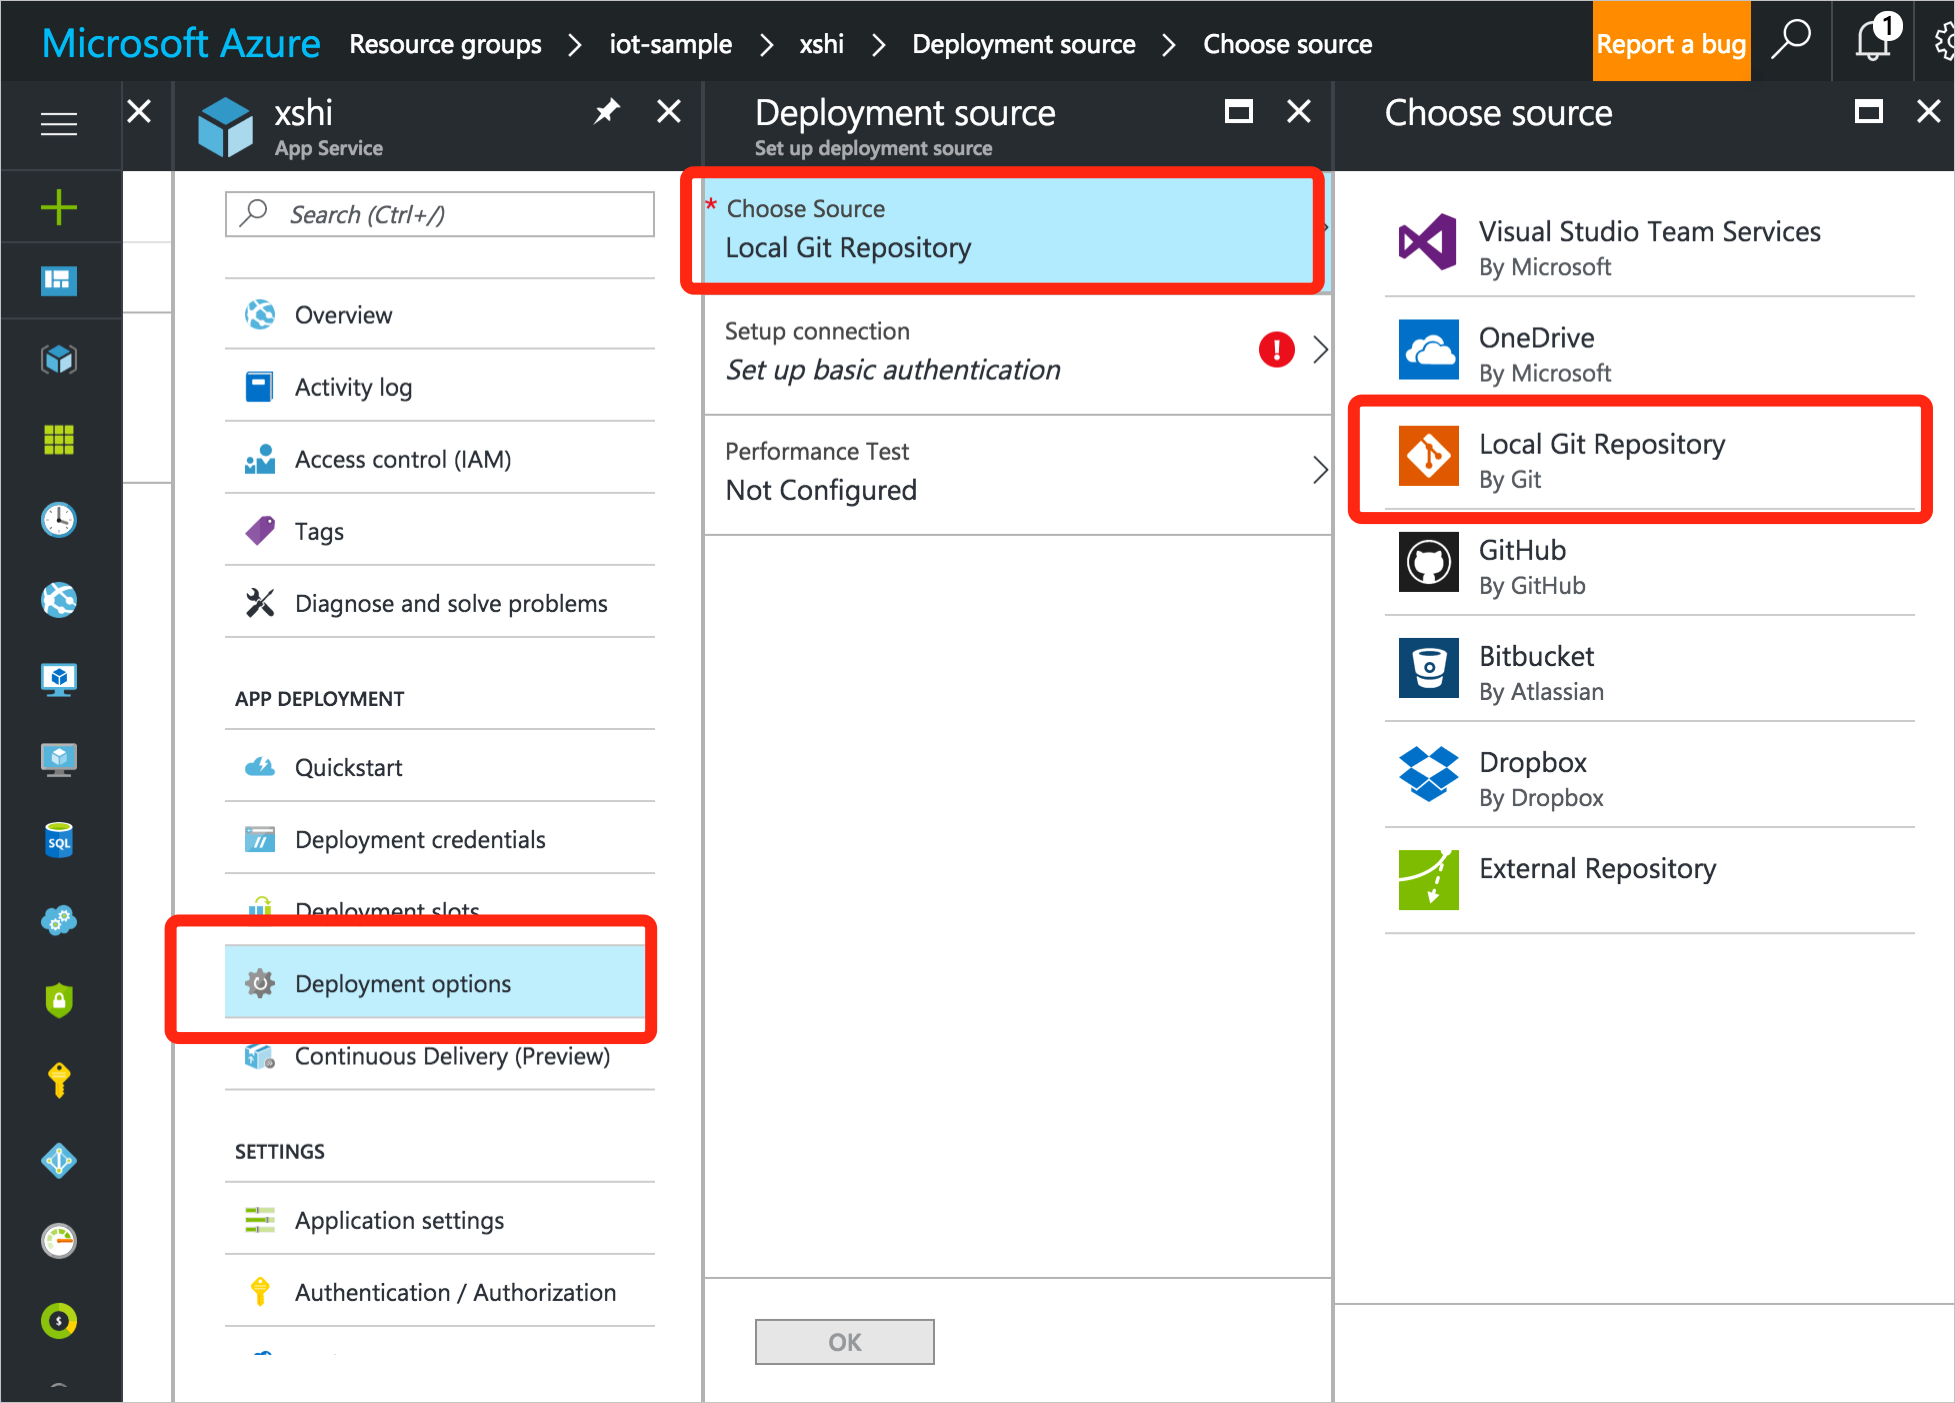 Microsoft Azure Resource groups > iot-sample > xshi > Deployment source > Choose source Report a bug 1
xshi
App Service
Search (Ctrl+/)
Overview
Activity log
Access control (IAM)
Tags
Diagnose and solve problems
APP DEPLOYMENT
Quickstart
Deployment credentials
Deployment slots
Deployment options
Continuous Delivery (Preview)
SETTINGS
Application settings
Authentication / Authorization
SQL
$
Deployment source
Set up deployment source
* Choose Source
Local Git Repository
Setup connection
Set up basic authentication
!
Performance Test
Not Configured
OK
Choose source
Visual Studio Team Services
By Microsoft
OneDrive
By Microsoft
Local Git Repository
By Git
GitHub
By GitHub
Bitbucket
By Atlassian
Dropbox
By Dropbox
External Repository